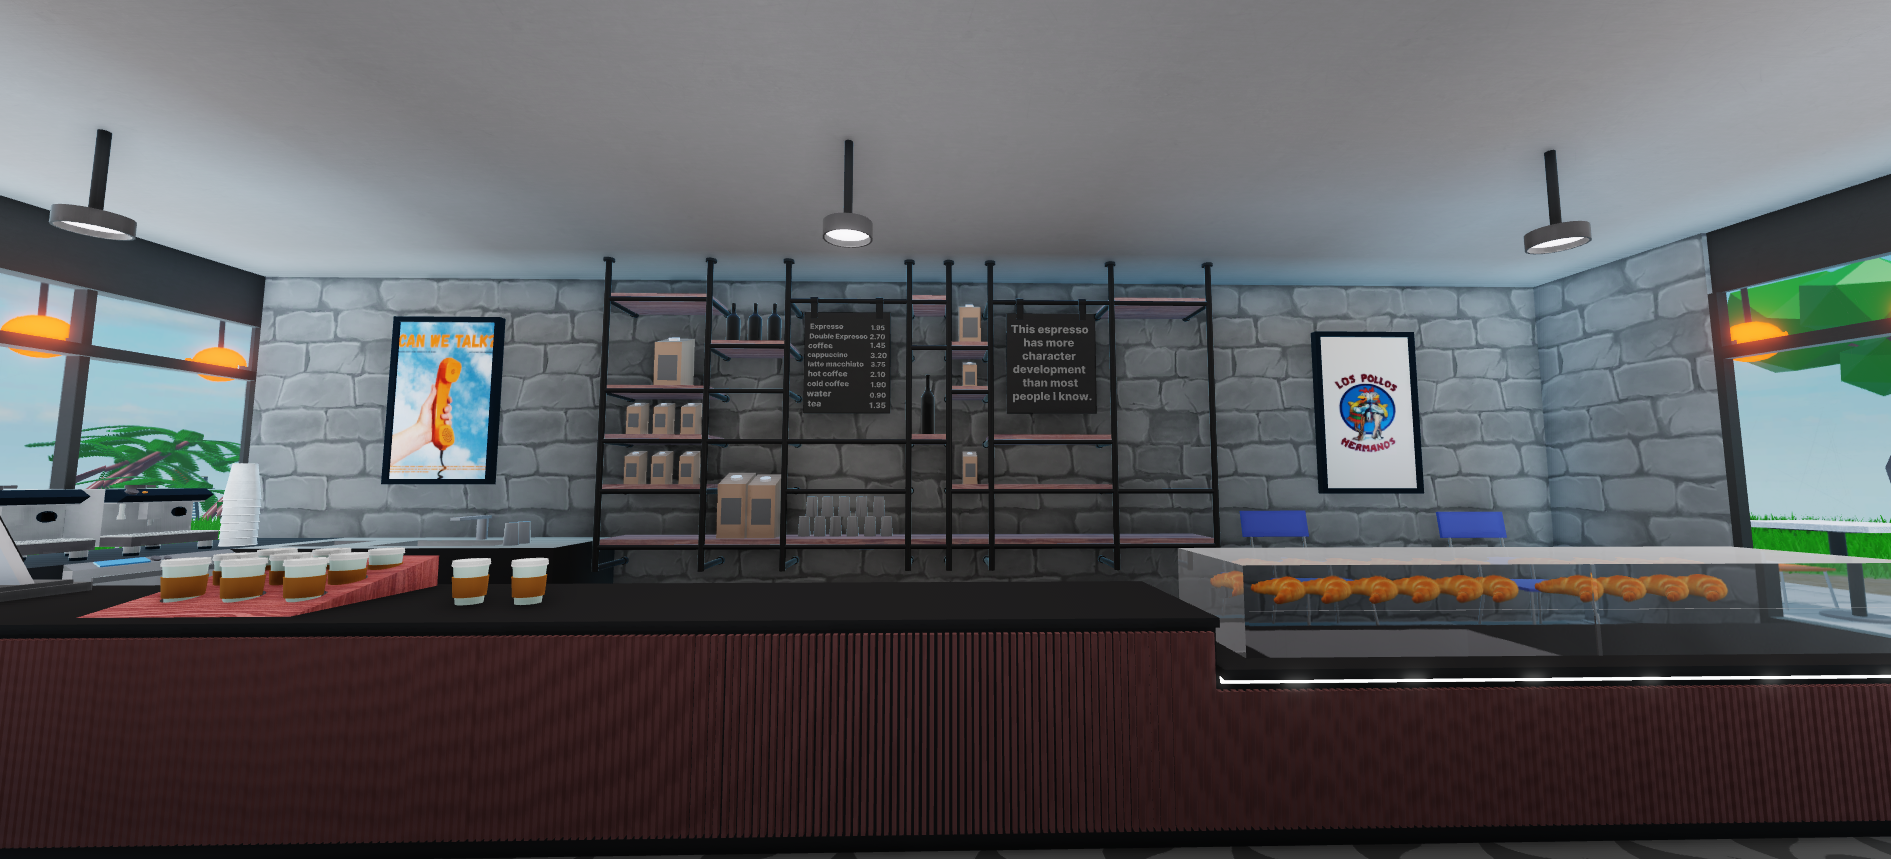 CAN WE TALK?
Expresso 1.95
Double Expresso 2.70
coffee 1.45
cappuccino 3.20
latte macchiato 3.75
hot coffee 2.10
cold coffee 1.90
water 0.90
tea 1.35
This espresso
has more
character
development
than most
people i know.
LOS POLLOS
HERMANOS